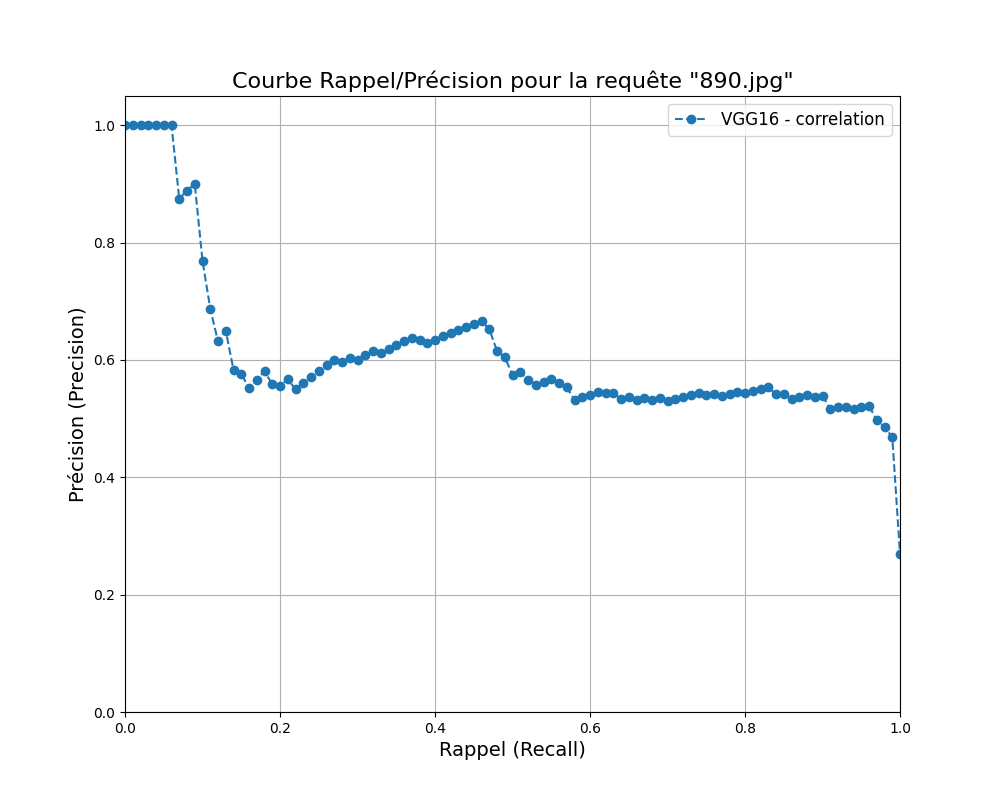 Courbe Rappel/Précision pour la requête "890.jpg"
VGG16 - correlation
1.0
0.8
0.6
0.4
0.2
0.0
Précision (Precision)
0.0 0.2 0.4 0.6 0.8 1.0
Rappel (Recall)